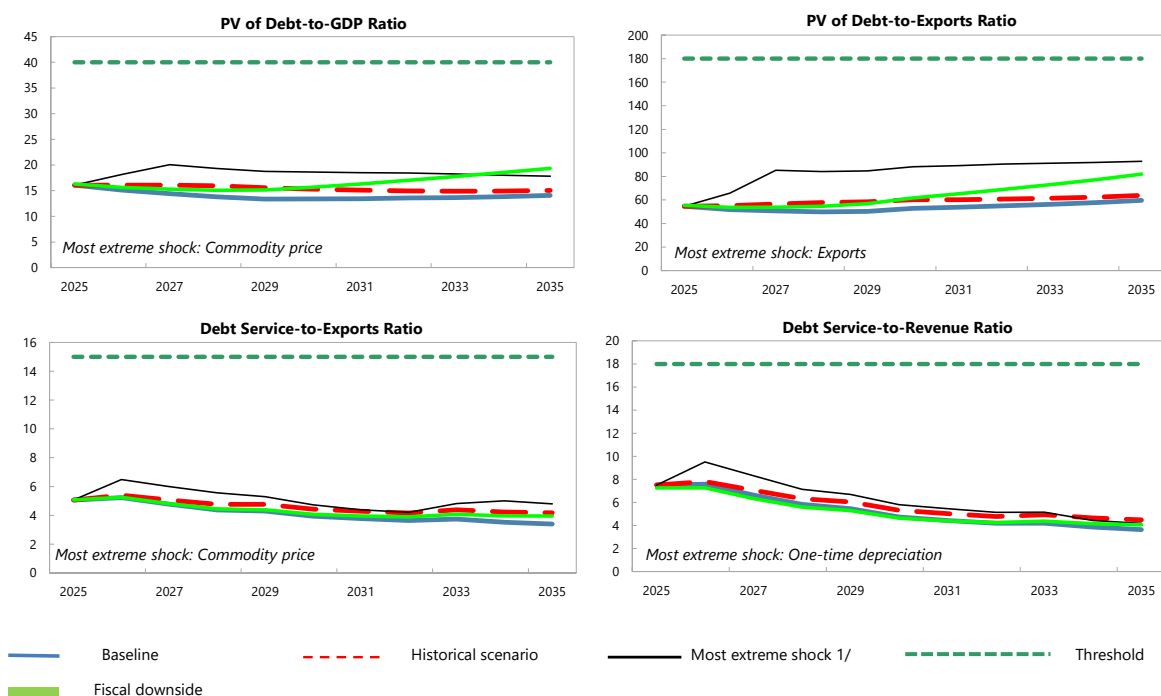 PV of Debt-to-GDP Ratio
45
40
35
30
25
20
15
10
5
0
Most extreme shock: Commodity price
2025 2027 2029 2031 2033 2035
PV of Debt-to-Exports Ratio
200
180
160
140
120
100
80
60
40
20
0
Most extreme shock: Exports
2025 2027 2029 2031 2033 2035
Debt Service-to-Exports Ratio
16
14
12
10
8
6
4
2
0
Most extreme shock: Commodity price
2025 2027 2029 2031 2033 2035
Debt Service-to-Revenue Ratio
20
18
16
14
12
10
8
6
4
2
0
Most extreme shock: One-time depreciation
2025 2027 2029 2031 2033 2035
Baseline Historical scenario Most extreme shock 1/ Threshold
Fiscal downside